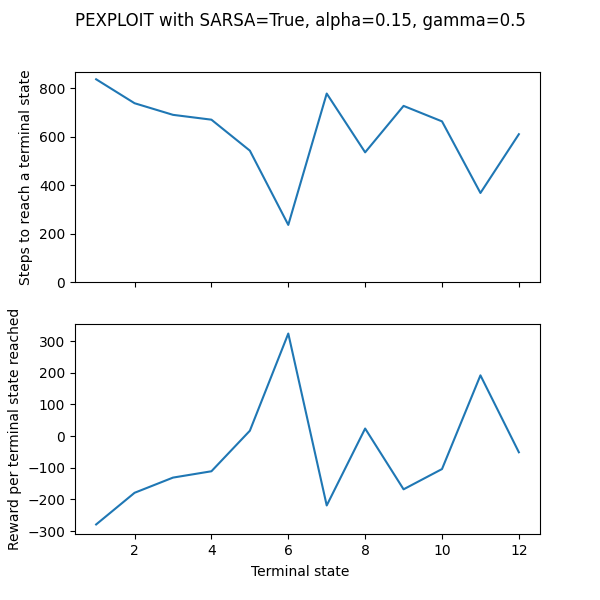 PEXPLOIT with SARSA=True, alpha=0.15, gamma=0.5
Steps to reach a terminal state
800
600
400
200
0
Reward per terminal state reached
300
200
100
0
−100
−200
−300
2 4 6 8 10 12
Terminal state